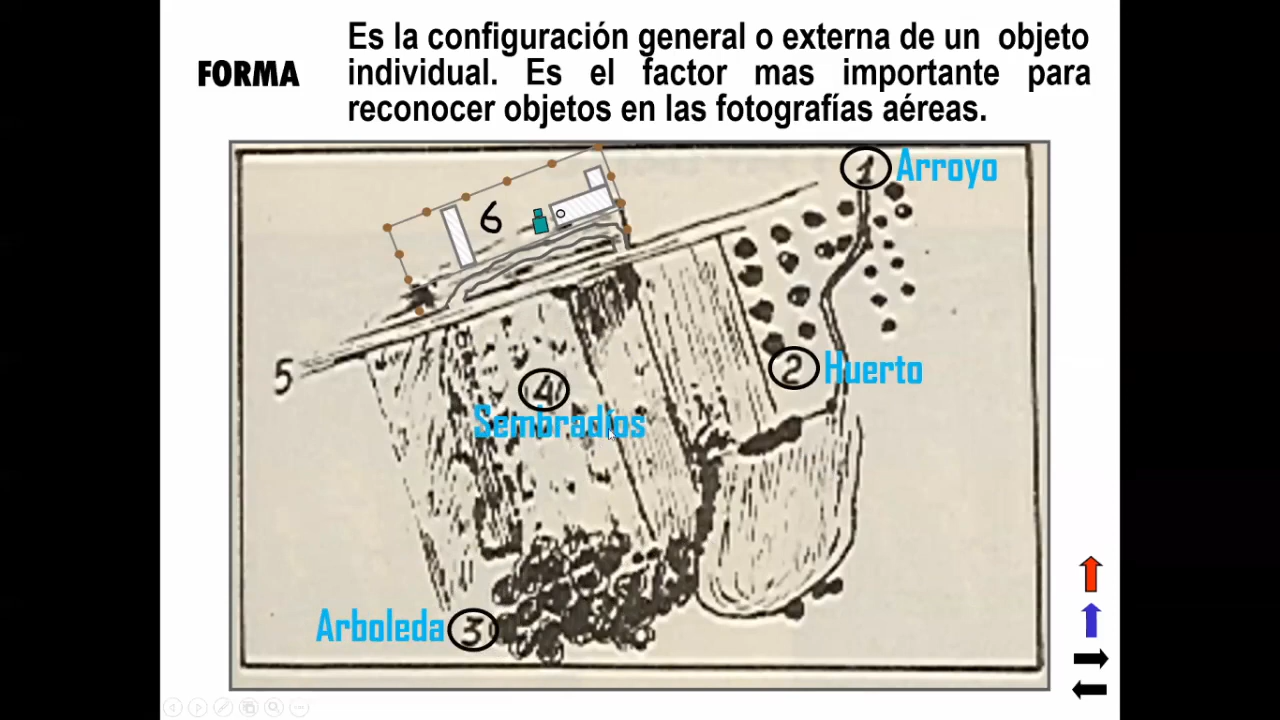 FORMA
Es la configuración general o externa de un objeto
individual. Es el factor mas importante para
reconocer objetos en las fotografías aéreas.
1 Arroyo
6
2 Huerto
5
4
Sembradíos
Arboleda 3